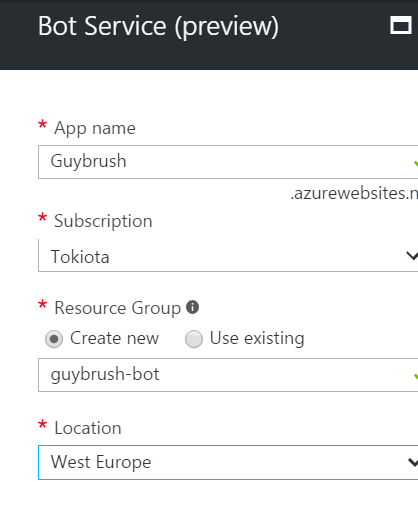 Bot Service (preview)
* App name
Guybrush
.azurewebsites.n
* Subscription
Tokiota
* Resource Group
Create new Use existing
guybrush-bot
* Location
West Europe